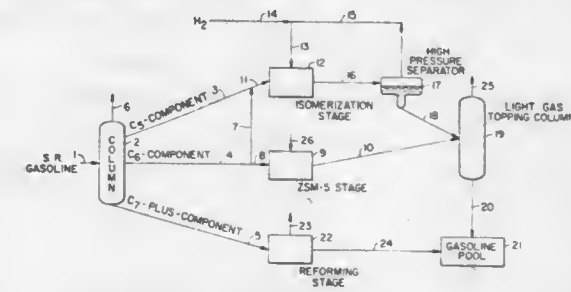 H2
14
15
13
HIGH
PRESSURE
SEPARATOR
11
12
16
17
25
C5-COMPONENT 3
ISOMERIZATION
STAGE
18
LIGHT GAS
TOPPING COLUMN
19
6
7
26
10
S.R.
GASOLINE
1
COLUMN
2
C6-COMPONENT
4
8
9
ZSM-5 STAGE
20
C7-PLUS-COMPONENT
5
23
22
24
GASOLINE
POOL
21
REFORMING
STAGE